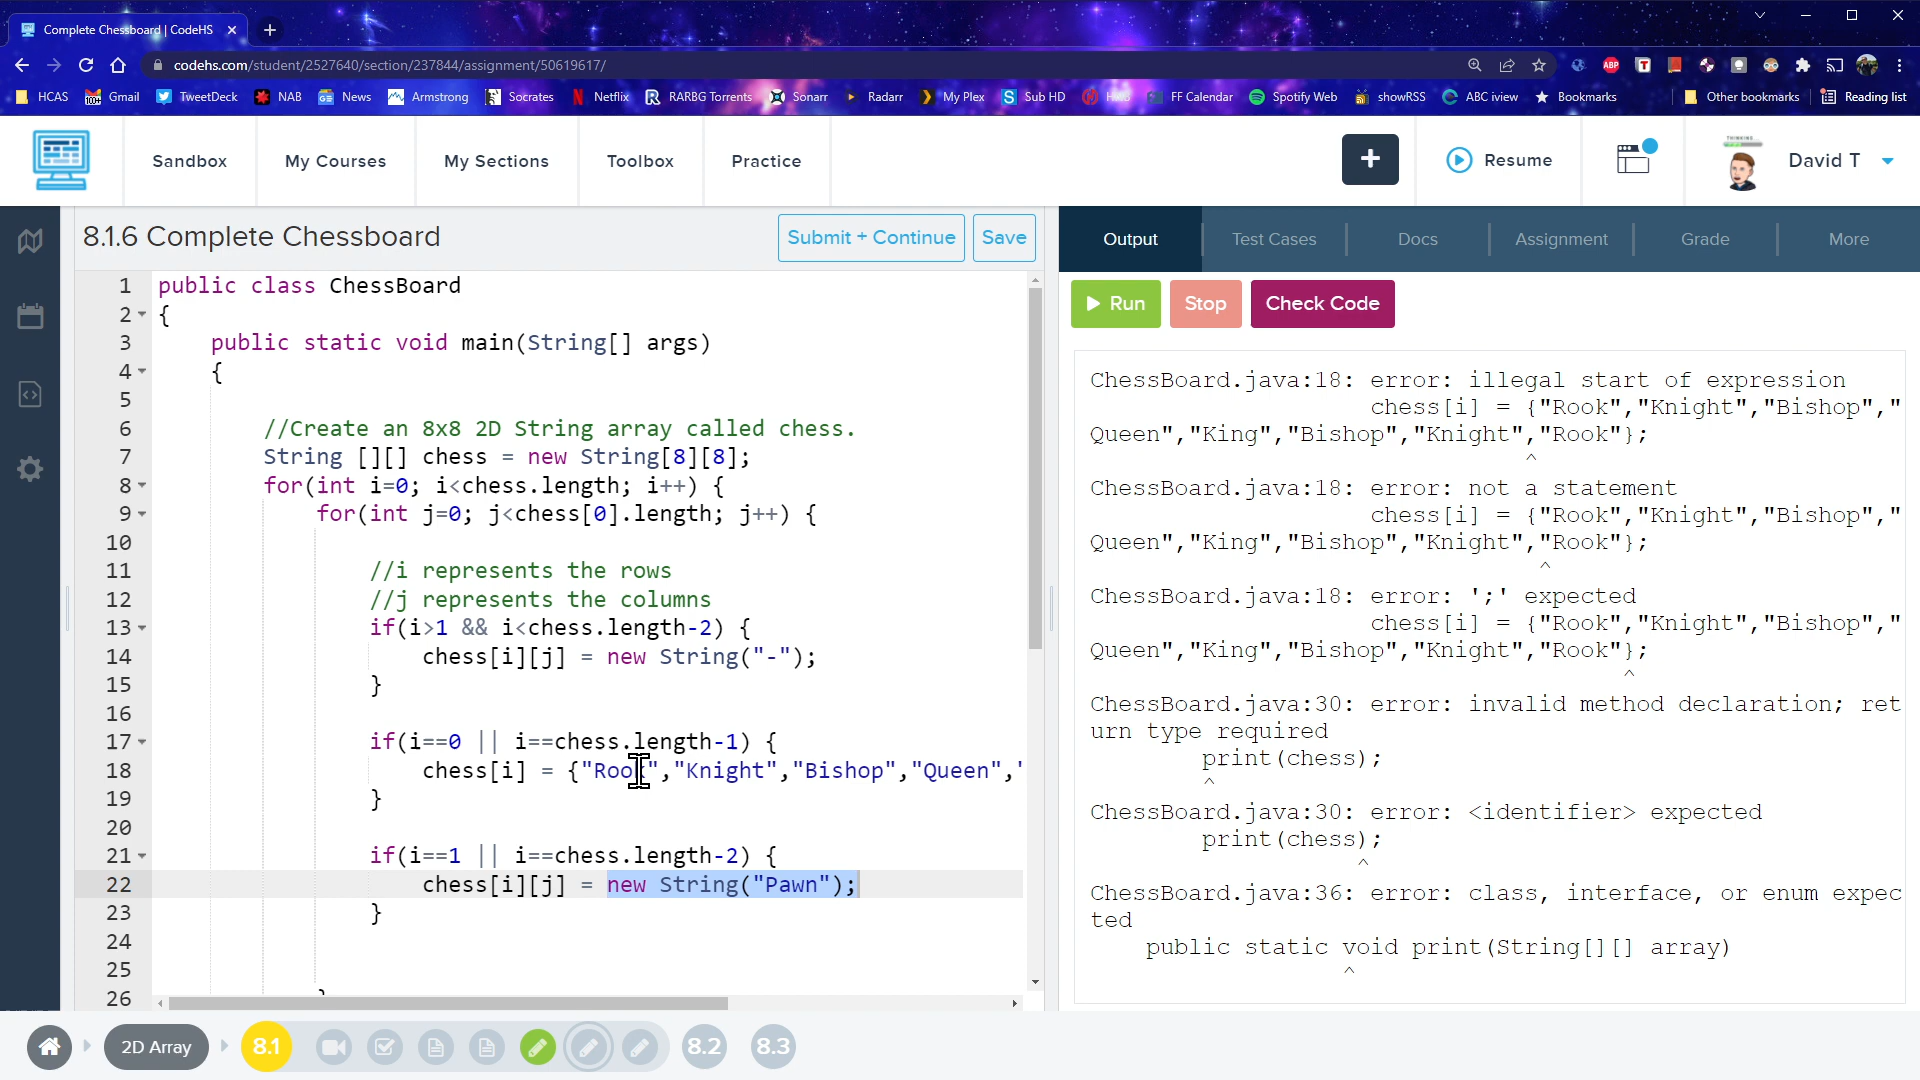 Complete Chessboard | CodeHS
codehs.com/student/2527640/section/237844/assignment/50619617/
HCAS
Gmail
TweetDeck
NAB
News
Armstrong
Socrates
Netflix
RARBG Torrents
Sonarr
Radarr
My Plex
Sub HD
FF Calendar
Spotify Web
showRSS
ABC iview
Bookmarks
Other bookmarks
Reading list
Sandbox
My Courses
My Sections
Toolbox
Practice
+
Resume
David T
8.1.6 Complete Chessboard
Submit + Continue
Save
1 public class ChessBoard
2 {
3 public static void main(String[] args)
4 {
5
6 //Create an 8x8 2D String array called chess.
7 String [][] chess = new String[8][8];
8 for(int i=0; i<chess.length; i++) {
9 for(int j=0; j<chess[0].length; j++) {
10
11 //i represents the rows
12 //j represents the columns
13 if(i>1 && i<chess.length-2) {
14 chess[i][j] = new String("-");
15 }
16
17 if(i==0 || i==chess.length-1) {
18 chess[i] = {"Rook","Knight","Bishop","Queen",
19 }
20
21 if(i==1 || i==chess.length-2) {
22 chess[i][j] = new String("Pawn");
23 }
24
25
26
Output
Test Cases
Docs
Assignment
Grade
More
Run
Stop
Check Code
ChessBoard.java:18: error: illegal start of expression
chess[i] = {"Rook","Knight","Bishop","
Queen","King","Bishop","Knight","Rook"};
^
ChessBoard.java:18: error: not a statement
chess[i] = {"Rook","Knight","Bishop","
Queen","King","Bishop","Knight","Rook"};
^
ChessBoard.java:18: error: ';' expected
chess[i] = {"Rook","Knight","Bishop","
Queen","King","Bishop","Knight","Rook"};
^
ChessBoard.java:30: error: invalid method declaration; ret
urn type required
print(chess);
^
ChessBoard.java:30: error: <identifier> expected
print(chess);
^
ChessBoard.java:36: error: class, interface, or enum expec
ted
public static void print(String[][] array)
^
2D Array
8.1
8.2
8.3